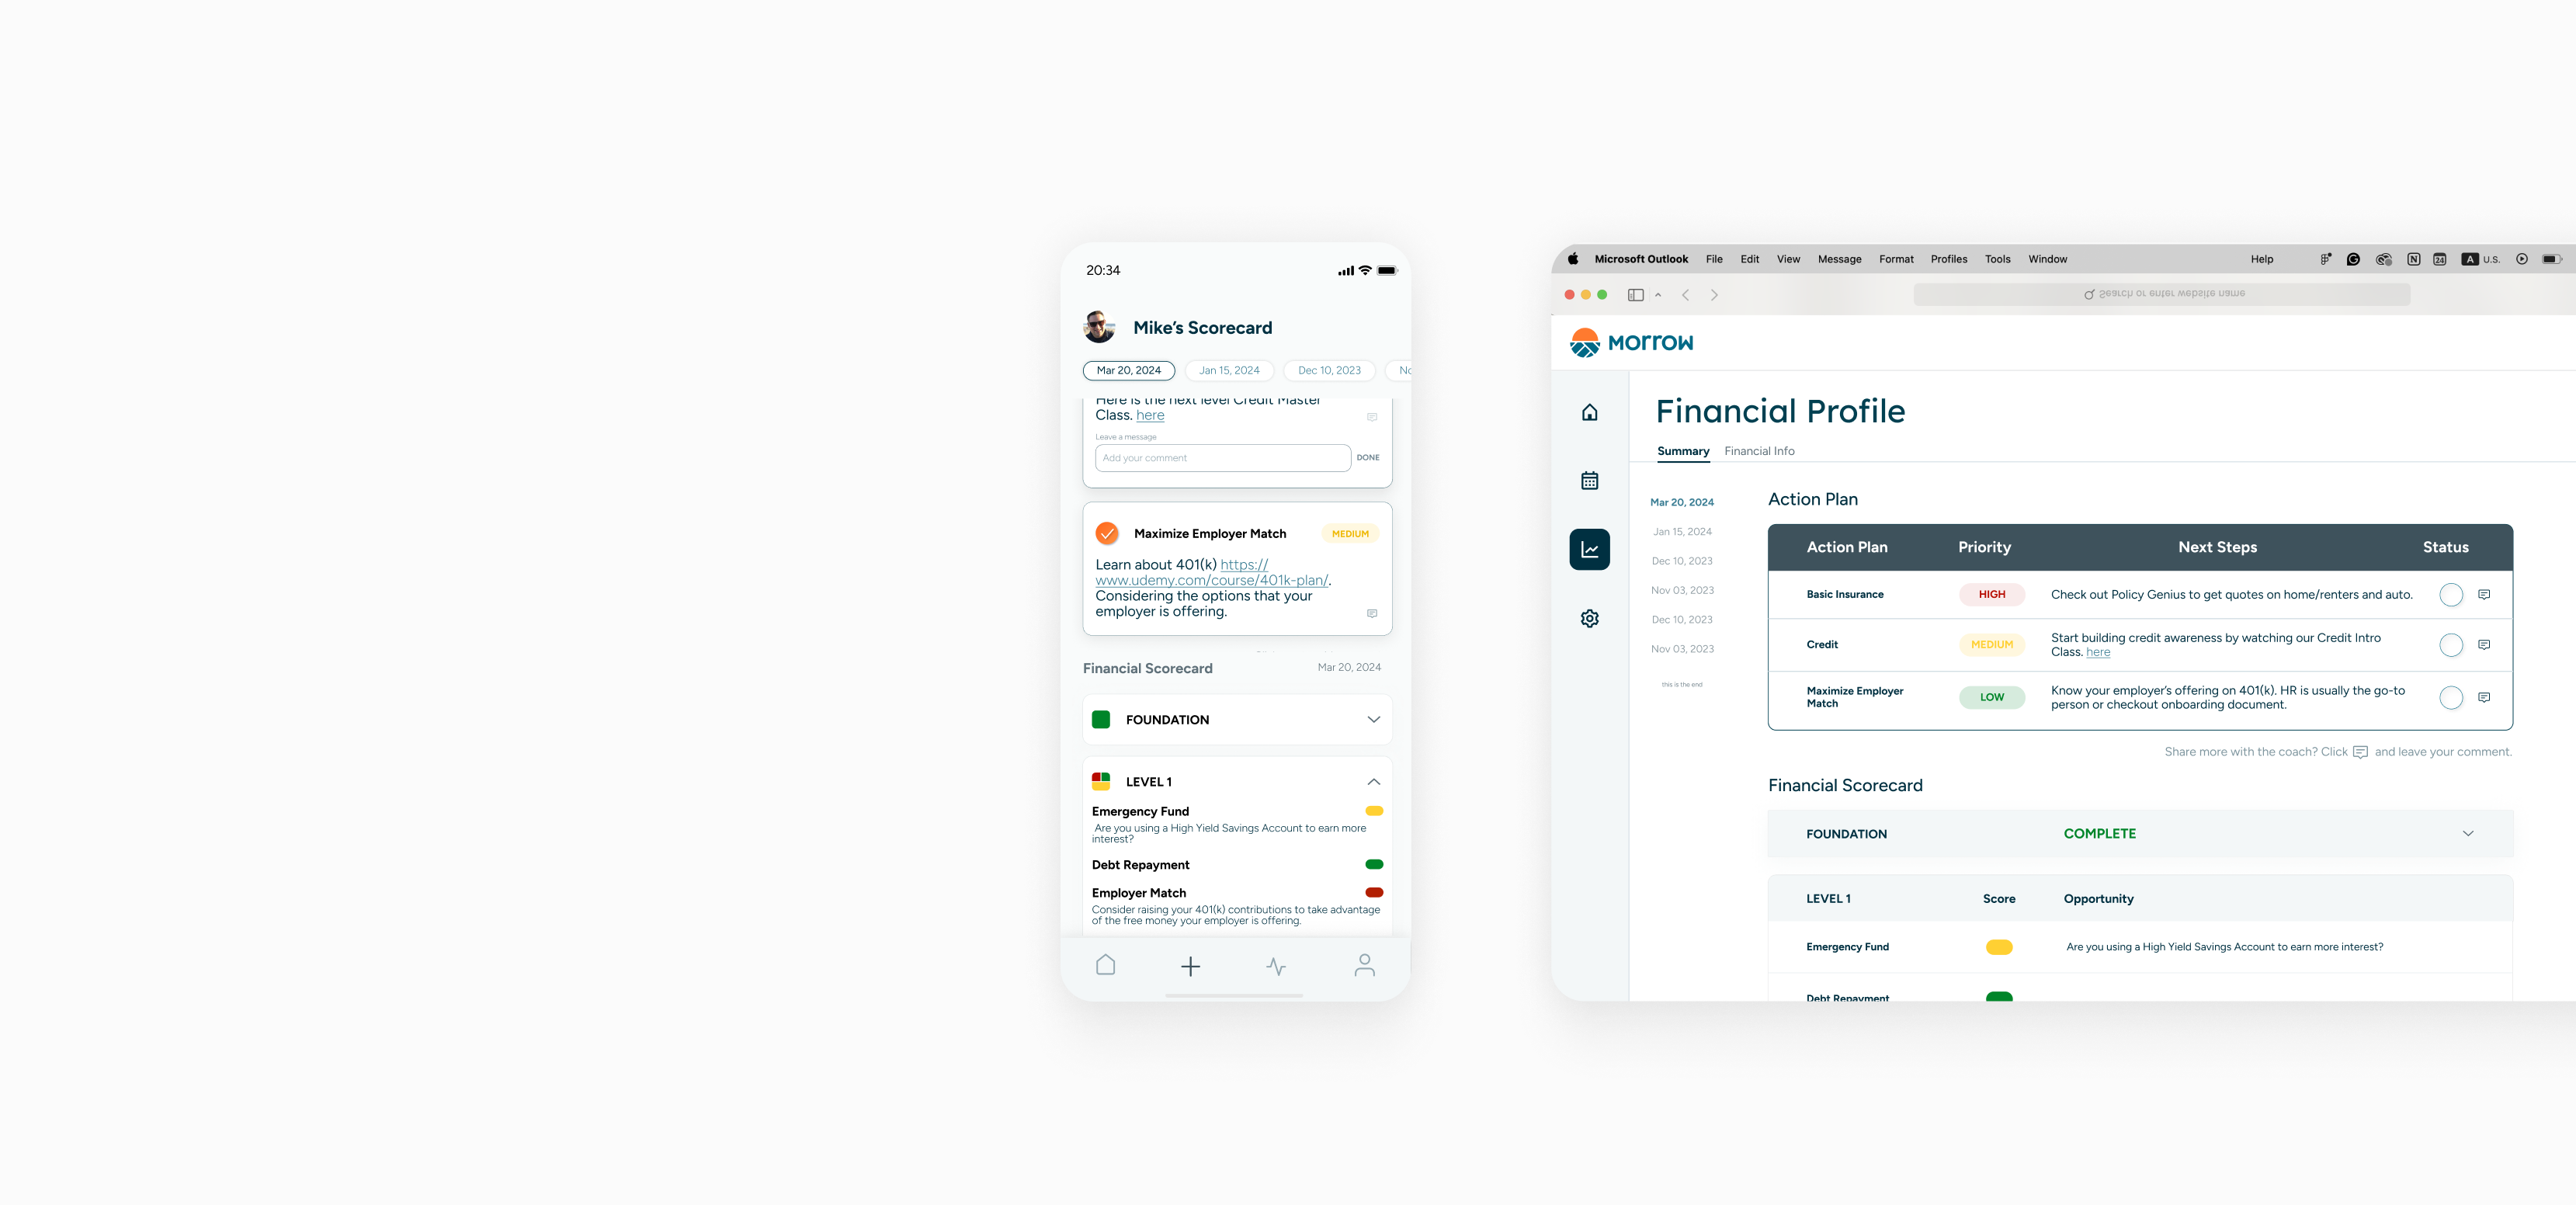 20:34
Mike's Scorecard
Mar 20, 2024
Jan 15, 2024
Dec 10, 2023
No
Here is the next level Credit Master
Class. here
Leave a message
Add your comment
DONE
Maximize Employer Match
MEDIUM
Learn about 401(k) https://
www.udemy.com/course/401k-plan/.
Considering the options that your
employer is offering.
Financial Scorecard
Mar 20, 2024
FOUNDATION
LEVEL 1
Emergency Fund
Are you using a High Yield Savings Account to earn more
interest?
Debt Repayment
Employer Match
Consider raising your 401(k) contributions to take advantage
of the free money your employer is offering.
Microsoft Outlook File Edit View Message Format Profiles Tools Window Help
24
A U.S.
Search or enter website name
MORROW
Financial Profile
Summary Financial Info
Mar 20, 2024
Jan 15, 2024
Dec 10, 2023
Nov 03, 2023
Dec 10, 2023
Nov 03, 2023
this is the end
Action Plan
Action Plan Priority Next Steps Status
Basic Insurance HIGH Check out Policy Genius to get quotes on home/renters and auto.
Credit MEDIUM Start building credit awareness by watching our Credit Intro
Class. here
Maximize Employer
Match
LOW
Know your employer's offering on 401(k). HR is usually the go-to
person or checkout onboarding document.
Share more with the coach? Click and leave your comment.
Financial Scorecard
FOUNDATION COMPLETE
LEVEL 1 Score Opportunity
Emergency Fund Are you using a High Yield Savings Account to earn more interest?
Debt Repayment